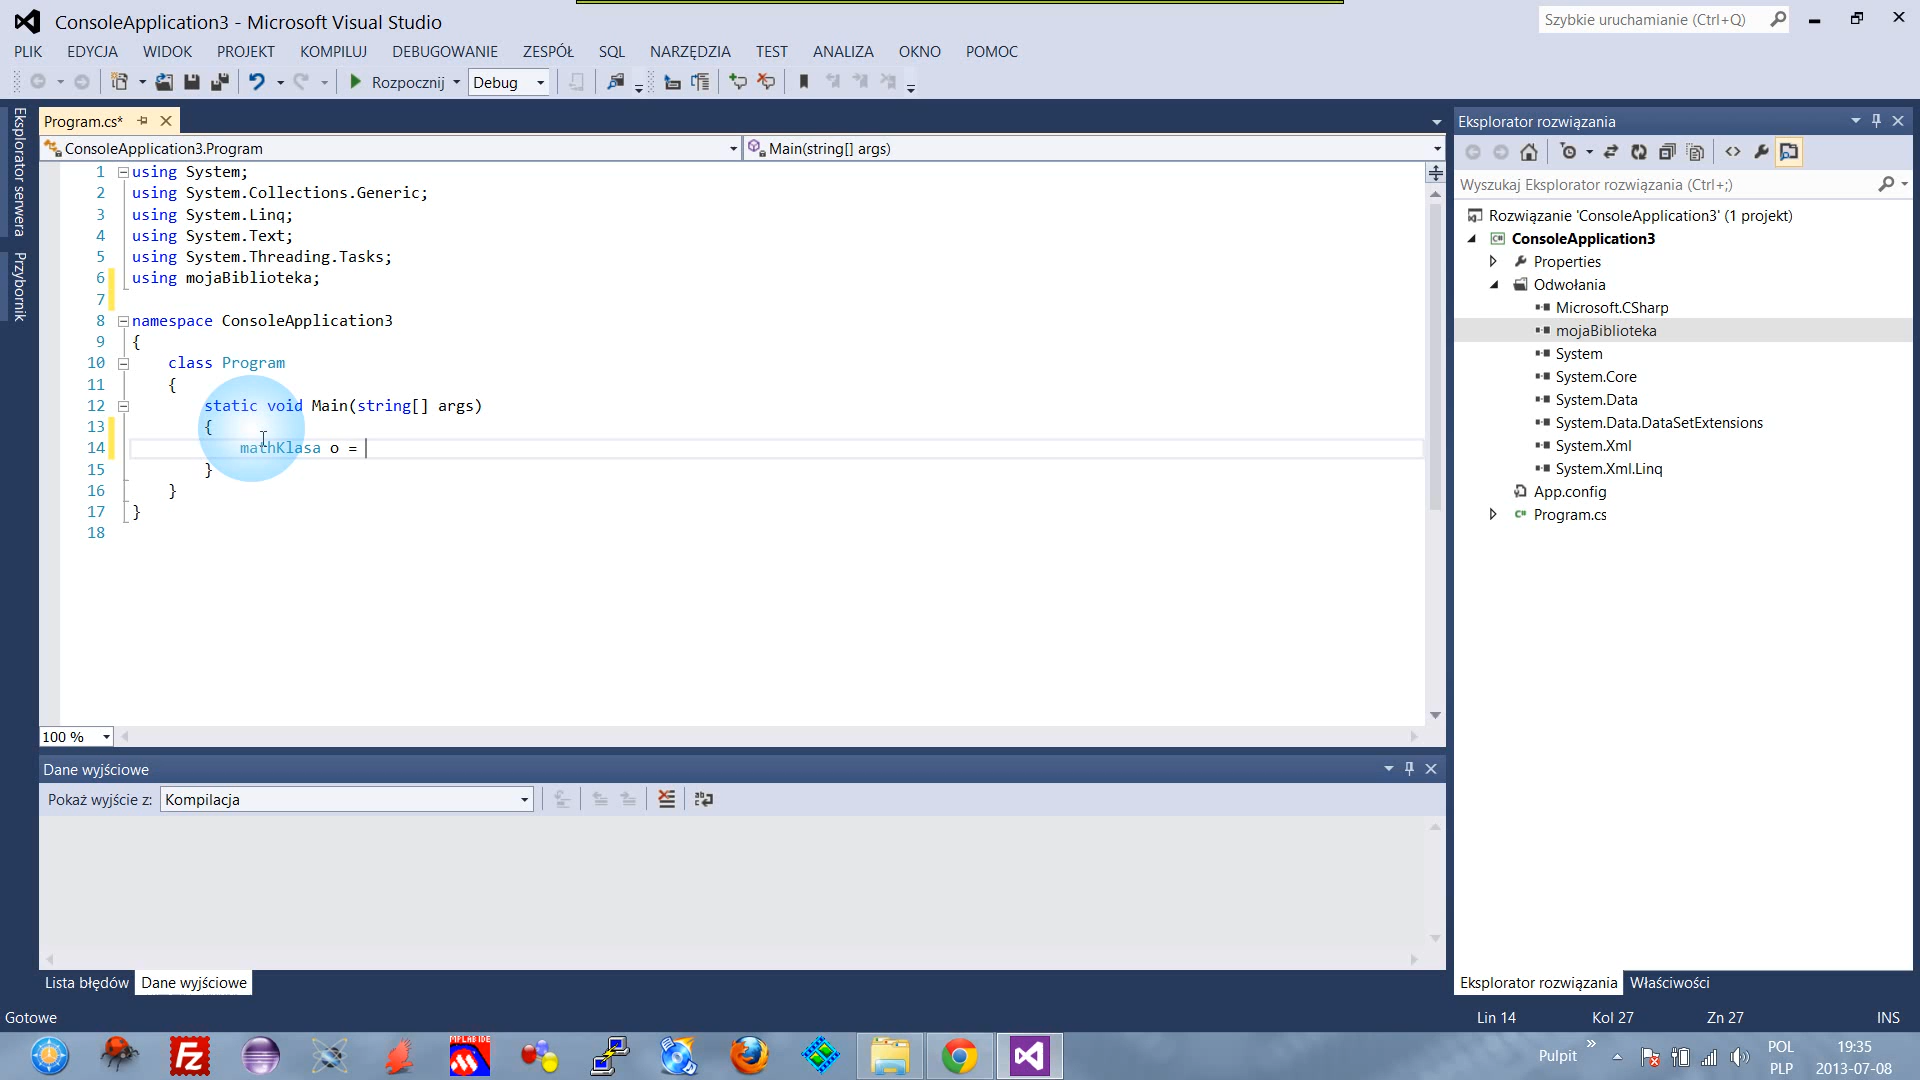 ConsoleApplication3 - Microsoft Visual Studio
Szybkie uruchamianie (Ctrl+Q)
PLIK EDYCJA WIDOK PROJEKT KOMPILUJ DEBUGOWANIE ZESPÓŁ SQL NARZĘDZIA TEST ANALIZA OKNO POMOC
Rozpocznij Debug
Eksplorator serwera
Przybornik
Program.cs*
ConsoleApplication3.Program
Main(string[] args)
1 using System;
2 using System.Collections.Generic;
3 using System.Linq;
4 using System.Text;
5 using System.Threading.Tasks;
6 using mojaBiblioteka;
7
8 namespace ConsoleApplication3
9 {
10 class Program
11 {
12 static void Main(string[] args)
13 {
14 mathKlasa o =
15 }
16 }
17 }
18
100 %
Dane wyjściowe
Pokaż wyjście z: Kompilacja
Lista błędów Dane wyjściowe
Eksplorator rozwiązania
Wyszukaj Eksplorator rozwiązania (Ctrl+;)
Rozwiązanie 'ConsoleApplication3' (1 projekt)
ConsoleApplication3
Properties
Odwołania
Microsoft.CSharp
mojaBiblioteka
System
System.Core
System.Data
System.Data.DataSetExtensions
System.Xml
System.Xml.Linq
App.config
Program.cs
Eksplorator rozwiązania Właściwości
Gotowe
Lin 14 Kol 27 Zn 27 INS
MPLAB IDE
Pulpit
POL
PLP
19:35
2013-07-08